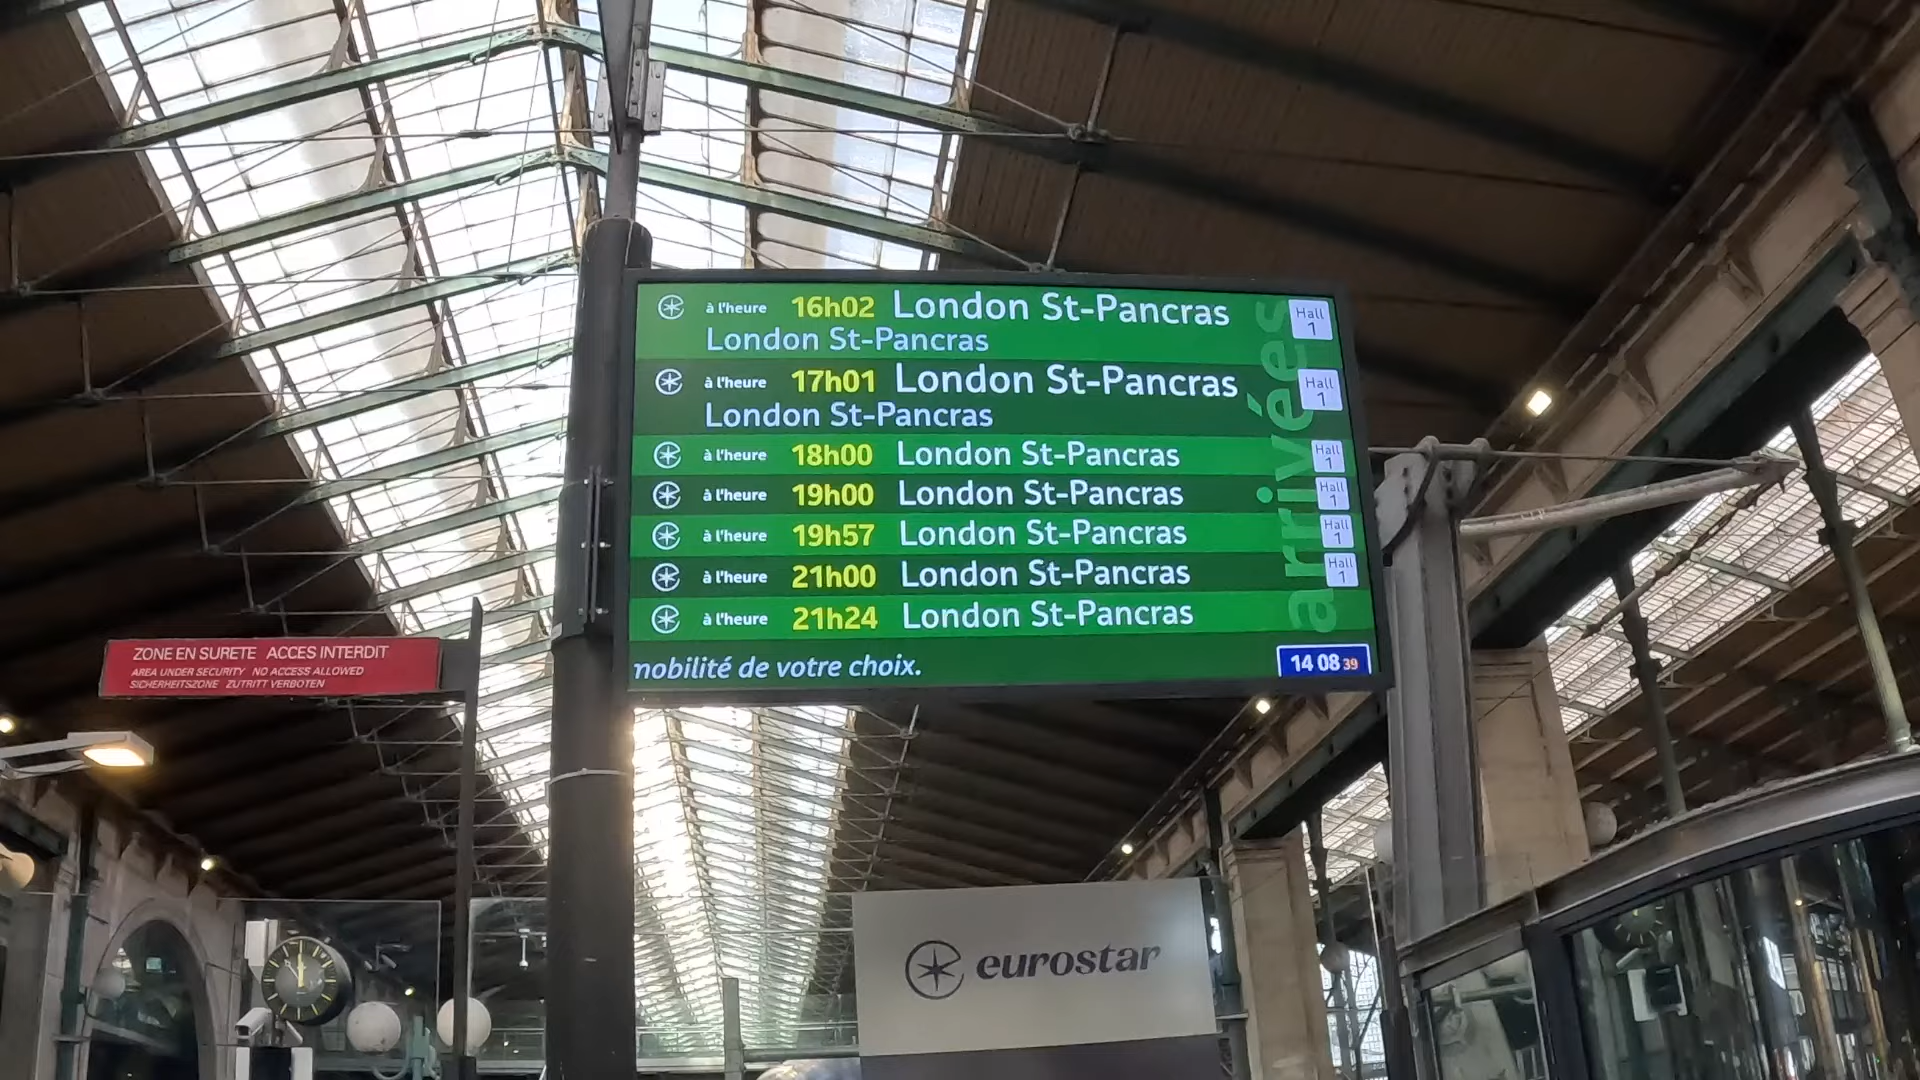 à l'heure 16h02 London St-Pancras Hall 1
London St-Pancras
à l'heure 17h01 London St-Pancras Hall 1
London St-Pancras
à l'heure 18h00 London St-Pancras Hall 1
à l'heure 19h00 London St-Pancras Hall 1
à l'heure 19h57 London St-Pancras Hall 1
à l'heure 21h00 London St-Pancras Hall 1
à l'heure 21h24 London St-Pancras
arrivées
nobilité de votre choix.
14 08 39
ZONE EN SURETE ACCES INTERDIT
AREA UNDER SECURITY NO ACCESS ALLOWED
SICHERHEITSZONE ZUTRITT VERBOTEN
eurostar